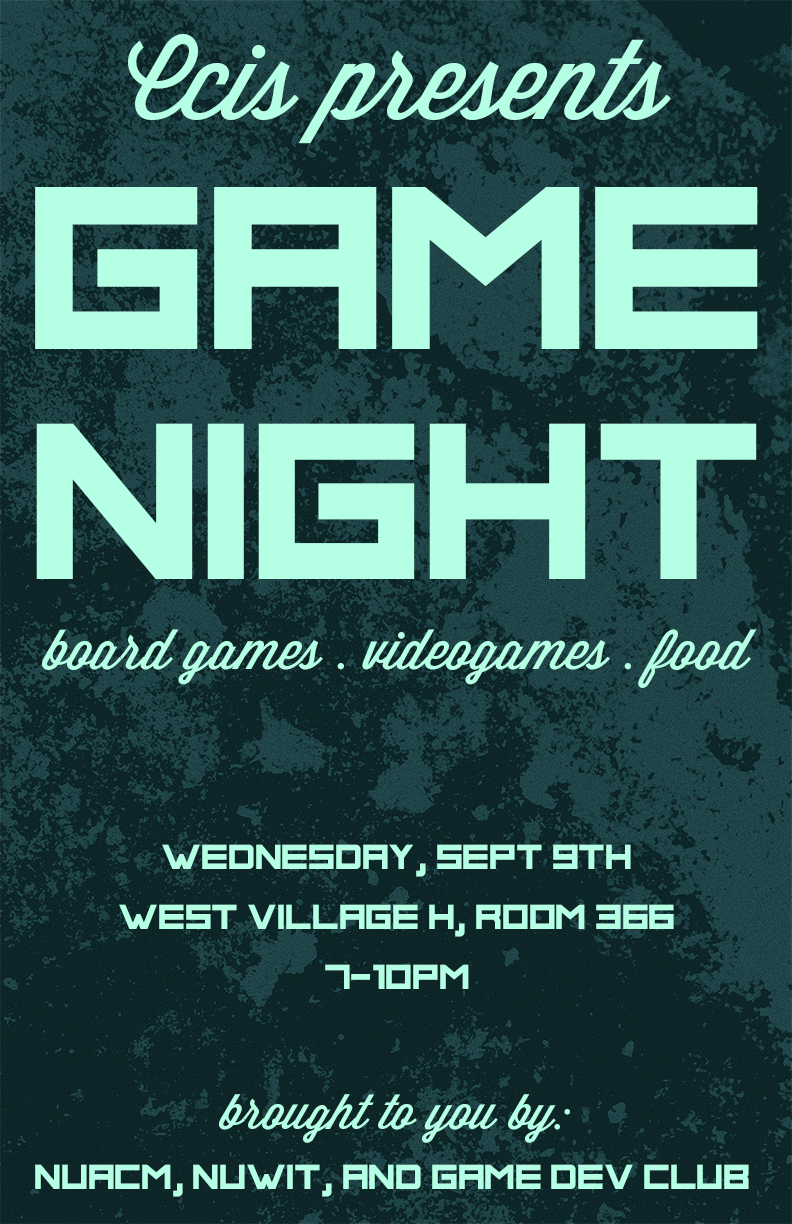 Ccis presents
GAME
NIGHT
board games . videogames . food
WEDNESDAY, SEPT 9TH
WEST VILLAGE H, ROOM 366
7-10PM
brought to you by:
NUACM, NUWIT, AND GAME DEV CLUB